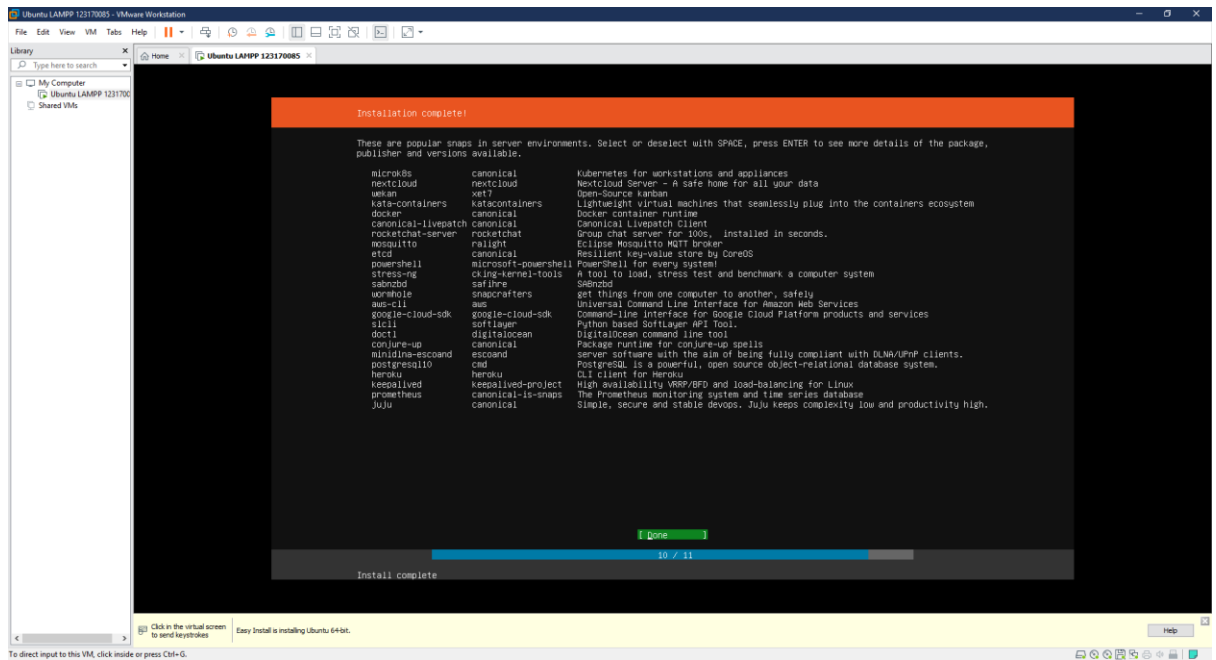 Ubuntu LAMPP 123170085 - VMware Workstation
File Edit View VM Tabs Help
Library
Type here to search
My Computer
Ubuntu LAMPP 1231700
Shared VMs
Home
Ubuntu LAMPP 123170085
Installation complete!
These are popular snaps in server environments. Select or deselect with SPACE, press ENTER to see more details of the package,
publisher and versions available.
microk8s canonical Kubernetes for workstations and appliances
nextcloud nextcloud Nextcloud Server - A safe home for all your data
wekan xet7 Open-Source kanban
kata-containers katacontainers Lightweight virtual machines that seamlessly plug into the containers ecosystem
docker canonical Docker container runtime
canonical-livepatch canonical Canonical Livepatch Client
rocketchat-server rocketchat Group chat server for 100s, installed in seconds.
mosquitto ralight Eclipse Mosquitto MQTT broker
etcd canonical Resilient key-value store by CoreOS
powershell microsoft-powershell PowerShell for every system!
stress-ng cking-kernel-tools A tool to load, stress test and benchmark a computer system
sabnzbd safihre SABnzbd
wormhole snapcrafters get things from one computer to another, safely
aws-cli aws Universal Command Line Interface for Amazon Web Services
google-cloud-sdk google-cloud-sdk Command-line interface for Google Cloud Platform products and services
slcli softlayer Python based SoftLayer API Tool.
doctl digitalocean DigitalOcean command line tool
conjure-up canonical Package runtime for conjure-up spells
minidlna-escoand escoand server software with the aim of being fully compliant with DLNA/UPnP clients.
postgresql10 cmd PostgreSQL is a powerful, open source object-relational database system.
heroku heroku CLI client for Heroku
keepalived keepalived-project High availability VRRP/BFD and load-balancing for Linux
prometheus canonical-is-snaps The Prometheus monitoring system and time series database
juju canonical Simple, secure and stable devops. Juju keeps complexity low and productivity high.
[ Done ]
10 / 11
Install complete
Click in the virtual screen
to send keystrokes
Easy Install is installing Ubuntu 64-bit.
Help
To direct input to this VM, click inside or press Ctrl+G.